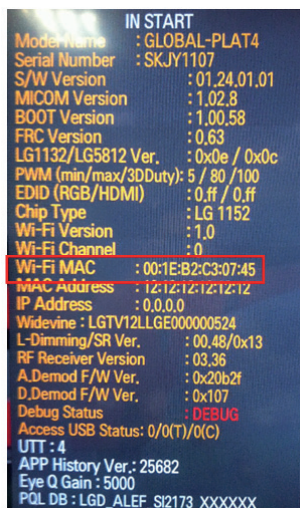 IN START
Model Name : GLOBAL-PLAT4
Serial Number : SKJY1107
S/W Version : 01.24.01.01
MICOM Version : 1.02.8
BOOT Version : 1.00.58
FRC Version : 0.63
LG1132/LG5812 Ver. : 0x0e / 0x0c
PWM (min/max/3DDuty): 5 / 80 /100
EDID (RGB/HDMI) : 0.ff / 0.ff
Chip Type : LG 1152
Wi-Fi Version : 1.0
Wi-Fi Channel : 0
Wi-Fi MAC : 00:1E:B2:C3:07:45
MAC Address : 12:12:12:12:12:12
IP Address : 0.0.0.0
Widevine : LGTV12LLGE000000524
L-Dimming/SR Ver. : 00.48/0x13
RF Receiver Version : 03.36
A.Demod F/W Ver. : 0x20b2f
D.Demod F/W Ver. : 0x107
Debug Status : DEBUG
Access USB Status: 0/0(T)/0(C)
UTT : 4
APP History Ver.: 25682
Eye Q Gain : 5000
PQL DB : LGD_ALEF_SI2173_XXXXXX